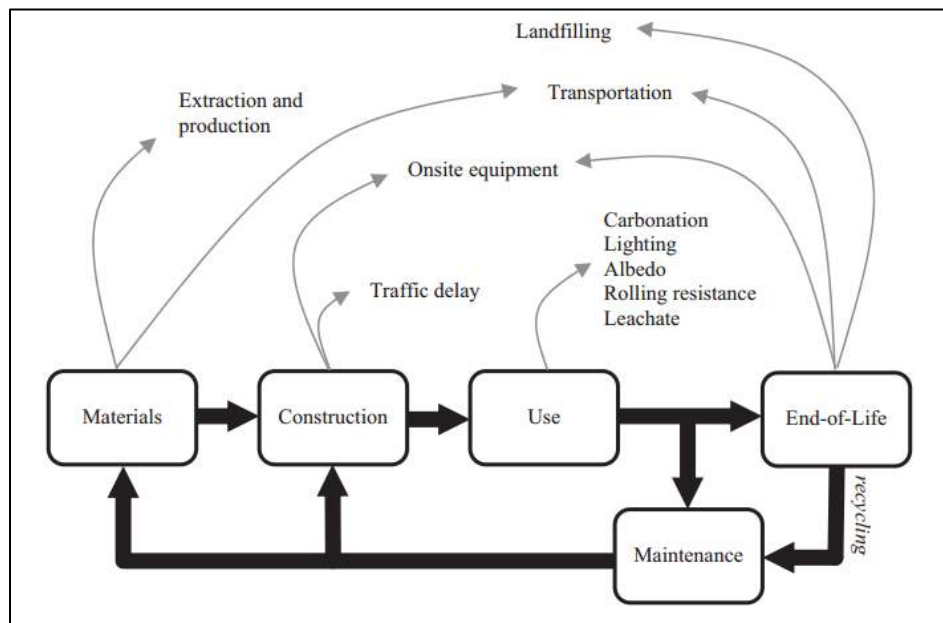 Landfilling
Transportation
Extraction and
production
Onsite equipment
Carbonation
Lighting
Albedo
Rolling resistance
Leachate
Traffic delay
Materials
Construction
Use
End-of-Life
recycling
Maintenance